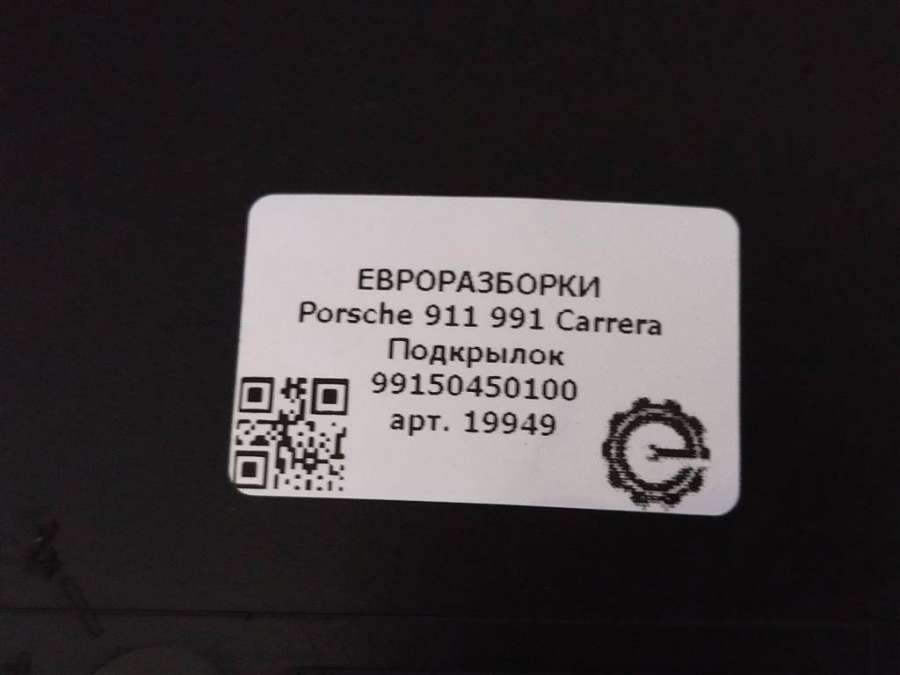 ЕВРОРАЗБОРКИ
Porsche 911 991 Carrera
Подкрылок
99150450100
арт. 19949